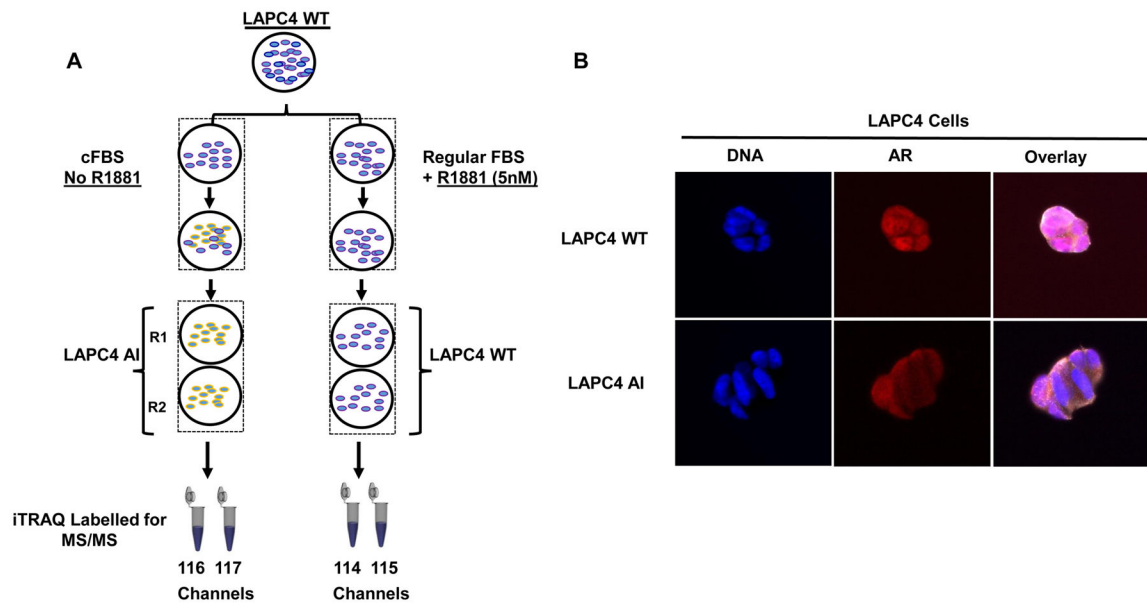 LAPC4 WT
A
cFBS
No R1881
Regular FBS
+ R1881 (5nM)
LAPC4 AI
R1
R2
LAPC4 WT
iTRAQ Labelled for
MS/MS
116 117
114 115
Channels
Channels
B
LAPC4 Cells
DNA
AR
Overlay
LAPC4 WT
LAPC4 AI